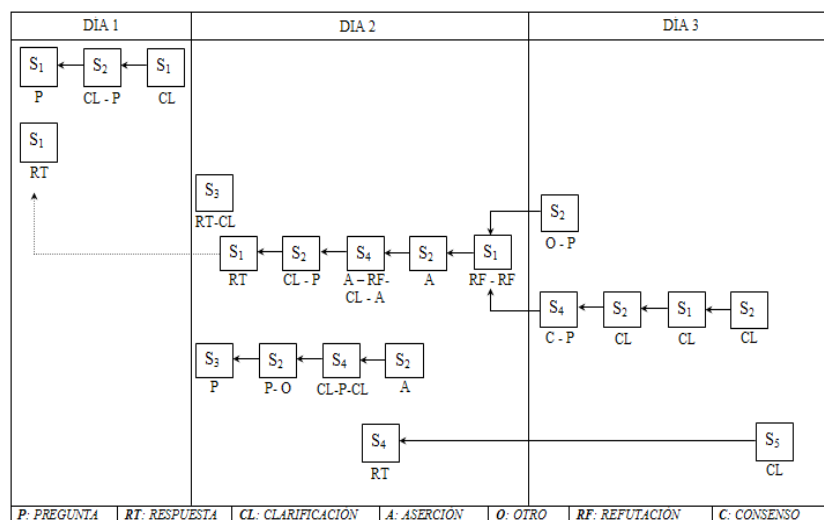 DIA 1 DIA 2 DIA 3
S1 S2 S1
P CL - P CL
S1
RT
S3
RT-CL
S2
O - P
S1 S2 S4 S2 S1
RT CL - P A – RF- A RF - RF
CL - A
S4 S2 S1 S2
C - P CL CL CL
S3 S2 S4 S2
P P- O CL-P-CL A
S4 S5
RT CL
P: PREGUNTA RT: RESPUESTA CL: CLARIFICACIÓN A: ASERCIÓN O: OTRO RF: REFUTACIÓN C: CONSENSO